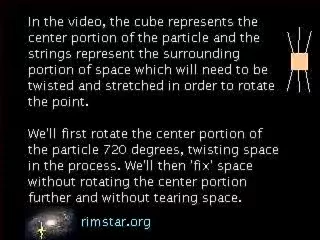 In the video, the cube represents the
center portion of the particle and the
strings represent the surrounding
portion of space which will need to be
twisted and stretched in order to rotate
the point.
We'll first rotate the center portion of
the particle 720 degrees, twisting space
in the process. We'll then 'fix' space
without rotating the center portion
further and without tearing space.
rimstar.org